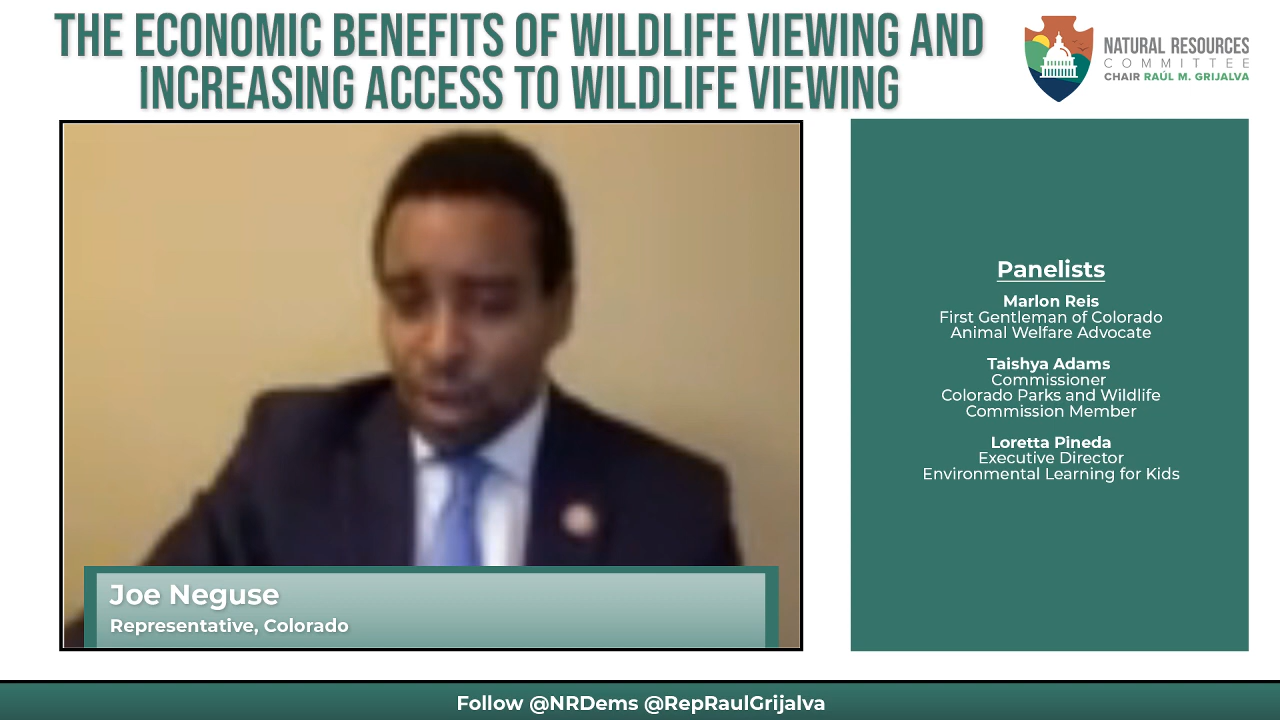 THE ECONOMIC BENEFITS OF WILDLIFE VIEWING AND
INCREASING ACCESS TO WILDLIFE VIEWING
NATURAL RESOURCES
COMMITTEE
CHAIR RAÚL M. GRIJALVA
Joe Neguse
Representative, Colorado
Panelists
Marlon Reis
First Gentleman of Colorado
Animal Welfare Advocate
Taishya Adams
Commissioner
Colorado Parks and Wildlife
Commission Member
Loretta Pineda
Executive Director
Environmental Learning for Kids
Follow @NRDems @RepRaulGrijalva